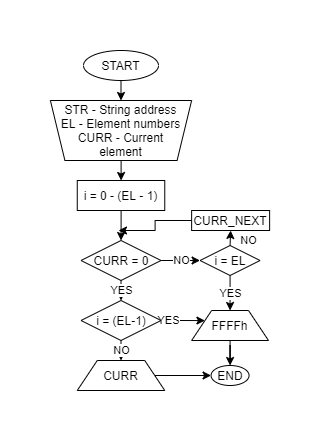 START
STR - String address
EL - Element numbers
CURR - Current
element
i = 0 - (EL - 1)
CURR_NEXT
NO
CURR = 0
NO
i = EL
YES
YES
i = (EL-1)
YES
FFFFh
NO
CURR
END